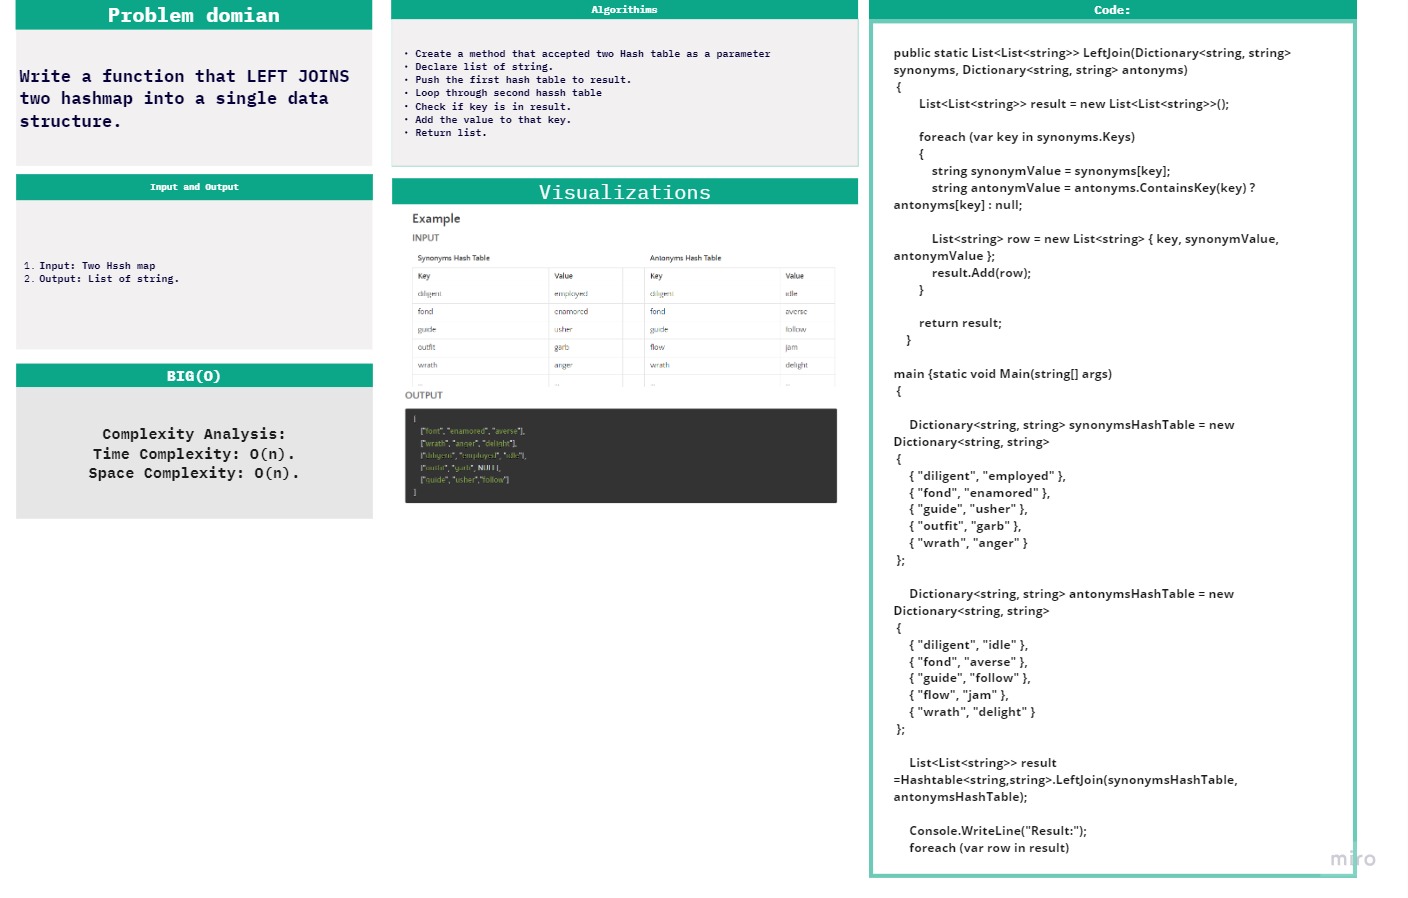 Problem domian
Write a function that LEFT JOINS
two hashmap into a single data
structure.
Input and Output
1. Input: Two Hssh map
2. Output: List of string.
BIG(O)
Complexity Analysis:
Time Complexity: O(n).
Space Complexity: O(n).
Algorithims
• Create a method that accepted two Hash table as a parameter
• Declare list of string.
• Push the first hash table to result.
• Loop through second hassh table
• Check if key is in result.
• Add the value to that key.
• Return list.
Visualizations
Example
INPUT
Synonyms Hash Table Antonyms Hash Table
Key Value Key Value
diligent employed diligent idle
fond enamored fond averse
guide usher guide follow
outfit garb flow jam
wrath anger wrath delight
OUTPUT
[
["font", "enamored", "averse"],
["wrath", "anger", "delight"],
["diligent", "employed", "idle"],
["outfit", "garb", NULL],
["guide", "usher","follow"]
]
Code:
public static List<List<string>> LeftJoin(Dictionary<string, string>
synonyms, Dictionary<string, string> antonyms)
{
List<List<string>> result = new List<List<string>>();
foreach (var key in synonyms.Keys)
{
string synonymValue = synonyms[key];
string antonymValue = antonyms.ContainsKey(key) ?
antonyms[key] : null;
List<string> row = new List<string> { key, synonymValue,
antonymValue };
result.Add(row);
}
return result;
}
main {static void Main(string[] args)
{
Dictionary<string, string> synonymsHashTable = new
Dictionary<string, string>
{
{ "diligent", "employed" },
{ "fond", "enamored" },
{ "guide", "usher" },
{ "outfit", "garb" },
{ "wrath", "anger" }
};
Dictionary<string, string> antonymsHashTable = new
Dictionary<string, string>
{
{ "diligent", "idle" },
{ "fond", "averse" },
{ "guide", "follow" },
{ "flow", "jam" },
{ "wrath", "delight" }
};
List<List<string>> result
=Hashtable<string,string>.LeftJoin(synonymsHashTable,
antonymsHashTable);
Console.WriteLine("Result:");
foreach (var row in result)
miro